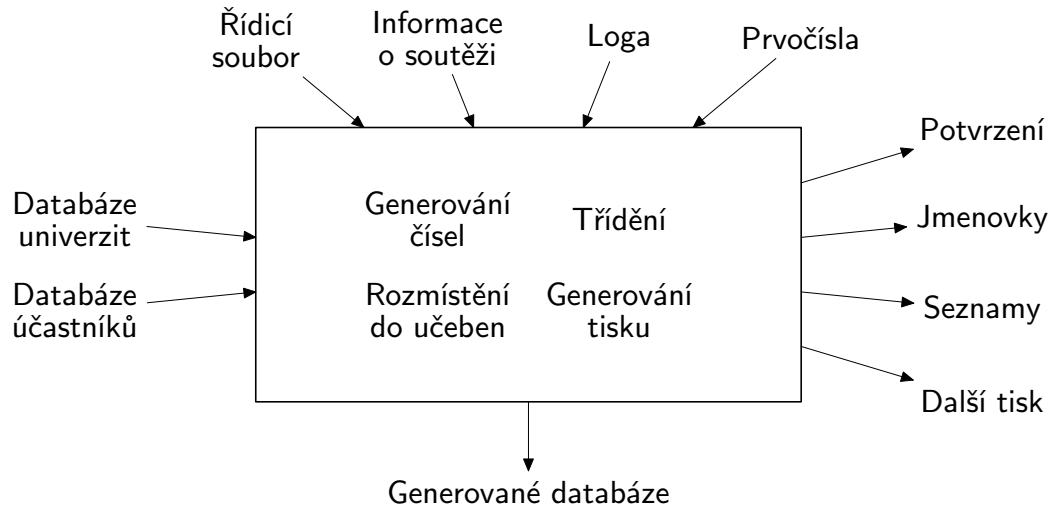 Řídicí
soubor
Informace
o soutěži
Loga
Prvočísla
Databáze
univerzit
Databáze
účastníků
Generování
čísel
Třídění
Rozmístění
do učeben
Generování
tisku
Potvrzení
Jmenovky
Seznamy
Další tisk
Generované databáze